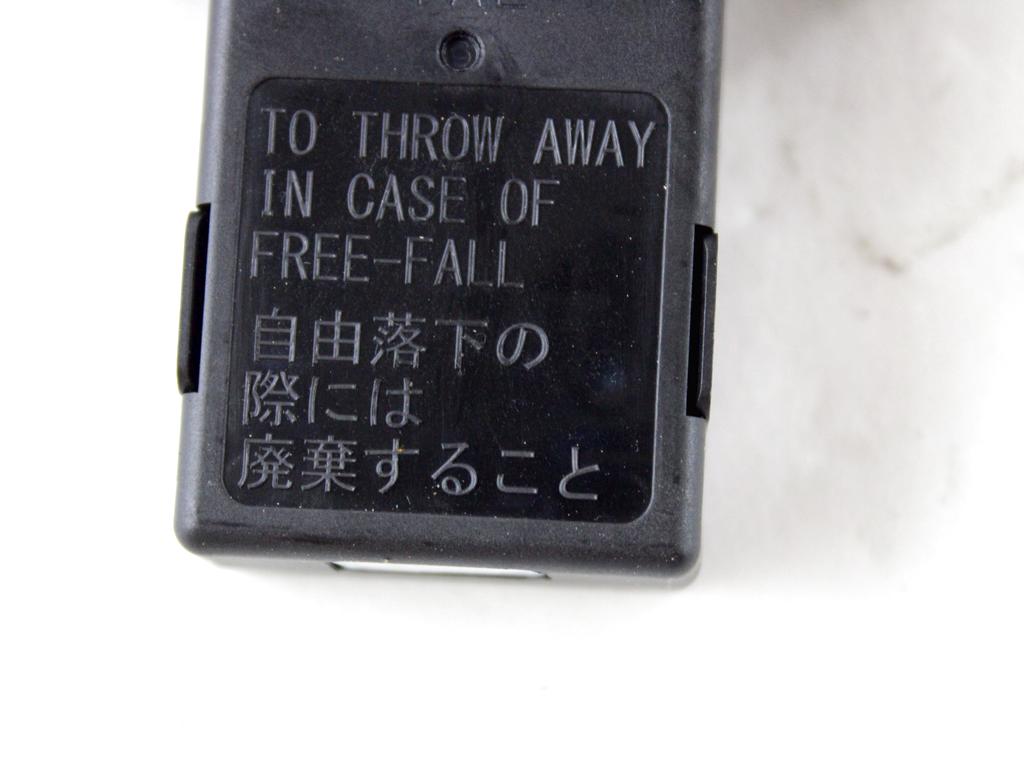 TO THROW AWAY
IN CASE OF
FREE-FALL
自由落下の
際には
廃棄すること